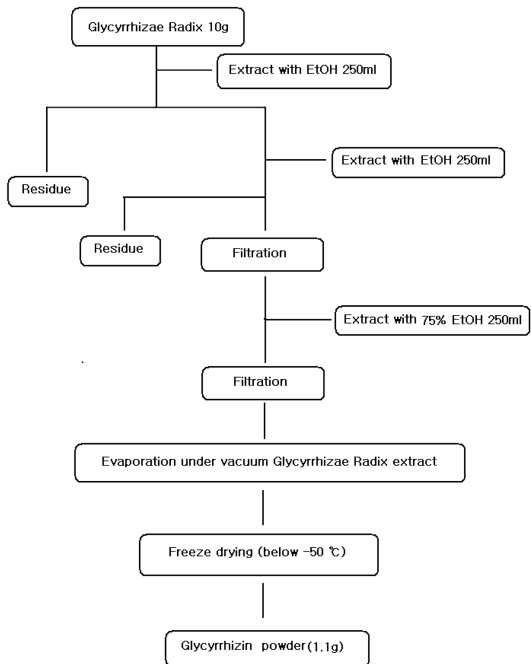 Glycyrrhizae Radix 10g
Extract with EtOH 250ml
Extract with EtOH 250ml
Residue
Residue
Filtration
Extract with 75% EtOH 250ml
Filtration
Evaporation under vacuum Glycyrrhizae Radix extract
Freeze drying (below -50 ℃)
Glycyrrhizin powder(1.1g)